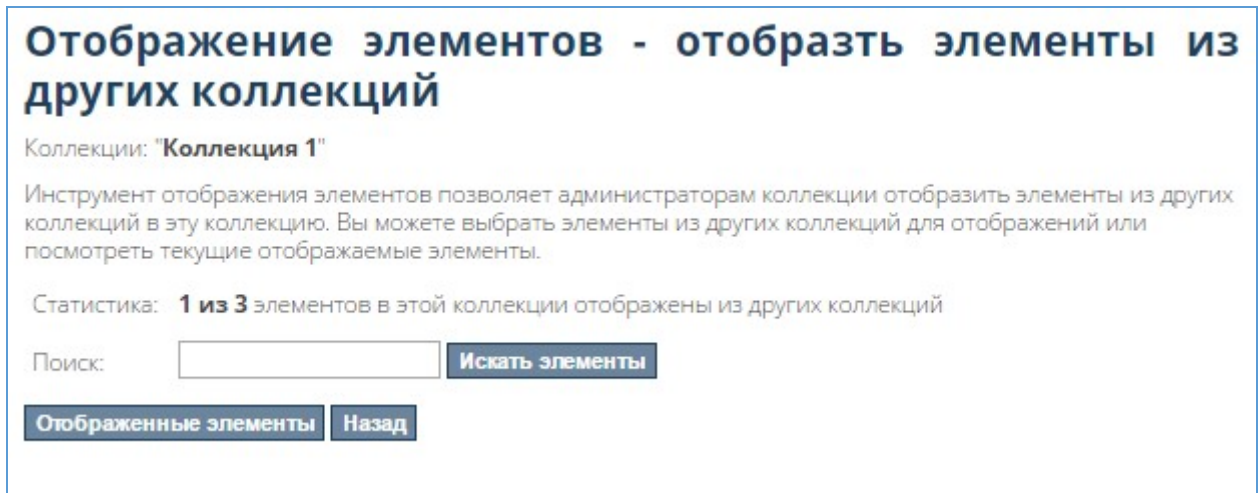 Отображение элементов - отобразть элементы из
других коллекций
Коллекции: "Коллекция 1"
Инструмент отображения элементов позволяет администраторам коллекции отобразить элементы из других
коллекций в эту коллекцию. Вы можете выбрать элементы из других коллекций для отображений или
посмотреть текущие отображаемые элементы.
Статистика: 1 из 3 элементов в этой коллекции отображены из других коллекций
Поиск: Искать элементы
Отображенные элементы Назад